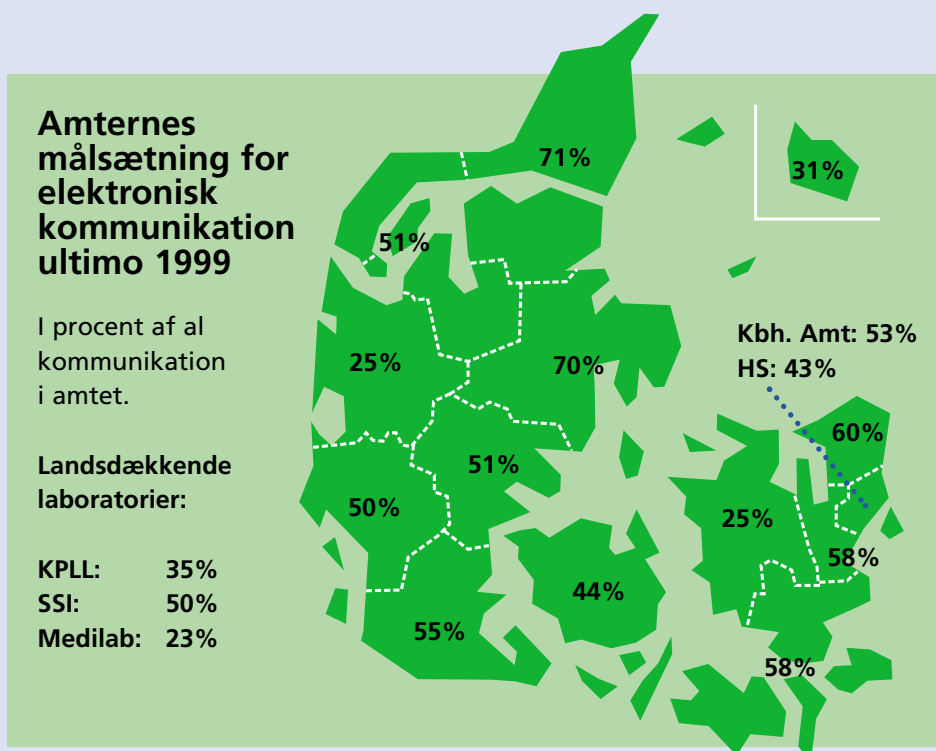 Amternes
målsætning for
elektronisk
kommunikation
ultimo 1999
I procent af al
kommunikation
i amtet.
Landsdækkende
laboratorier:
KPLL: 35%
SSI: 50%
Medilab: 23%
71%
31%
51%
25%
70%
Kbh. Amt: 53%
HS: 43%
60%
51%
50%
25%
58%
44%
55%
58%